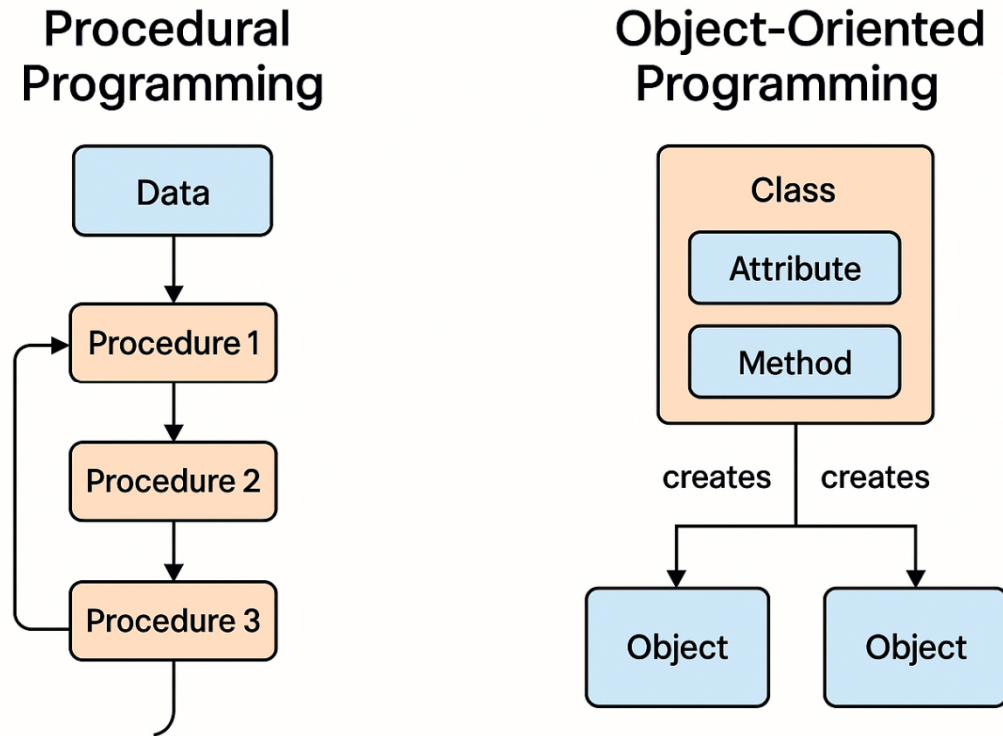 Procedural
Programming
Data
Procedure 1
Procedure 2
Procedure 3
Object-Oriented
Programming
Class
Attribute
Method
creates creates
Object Object